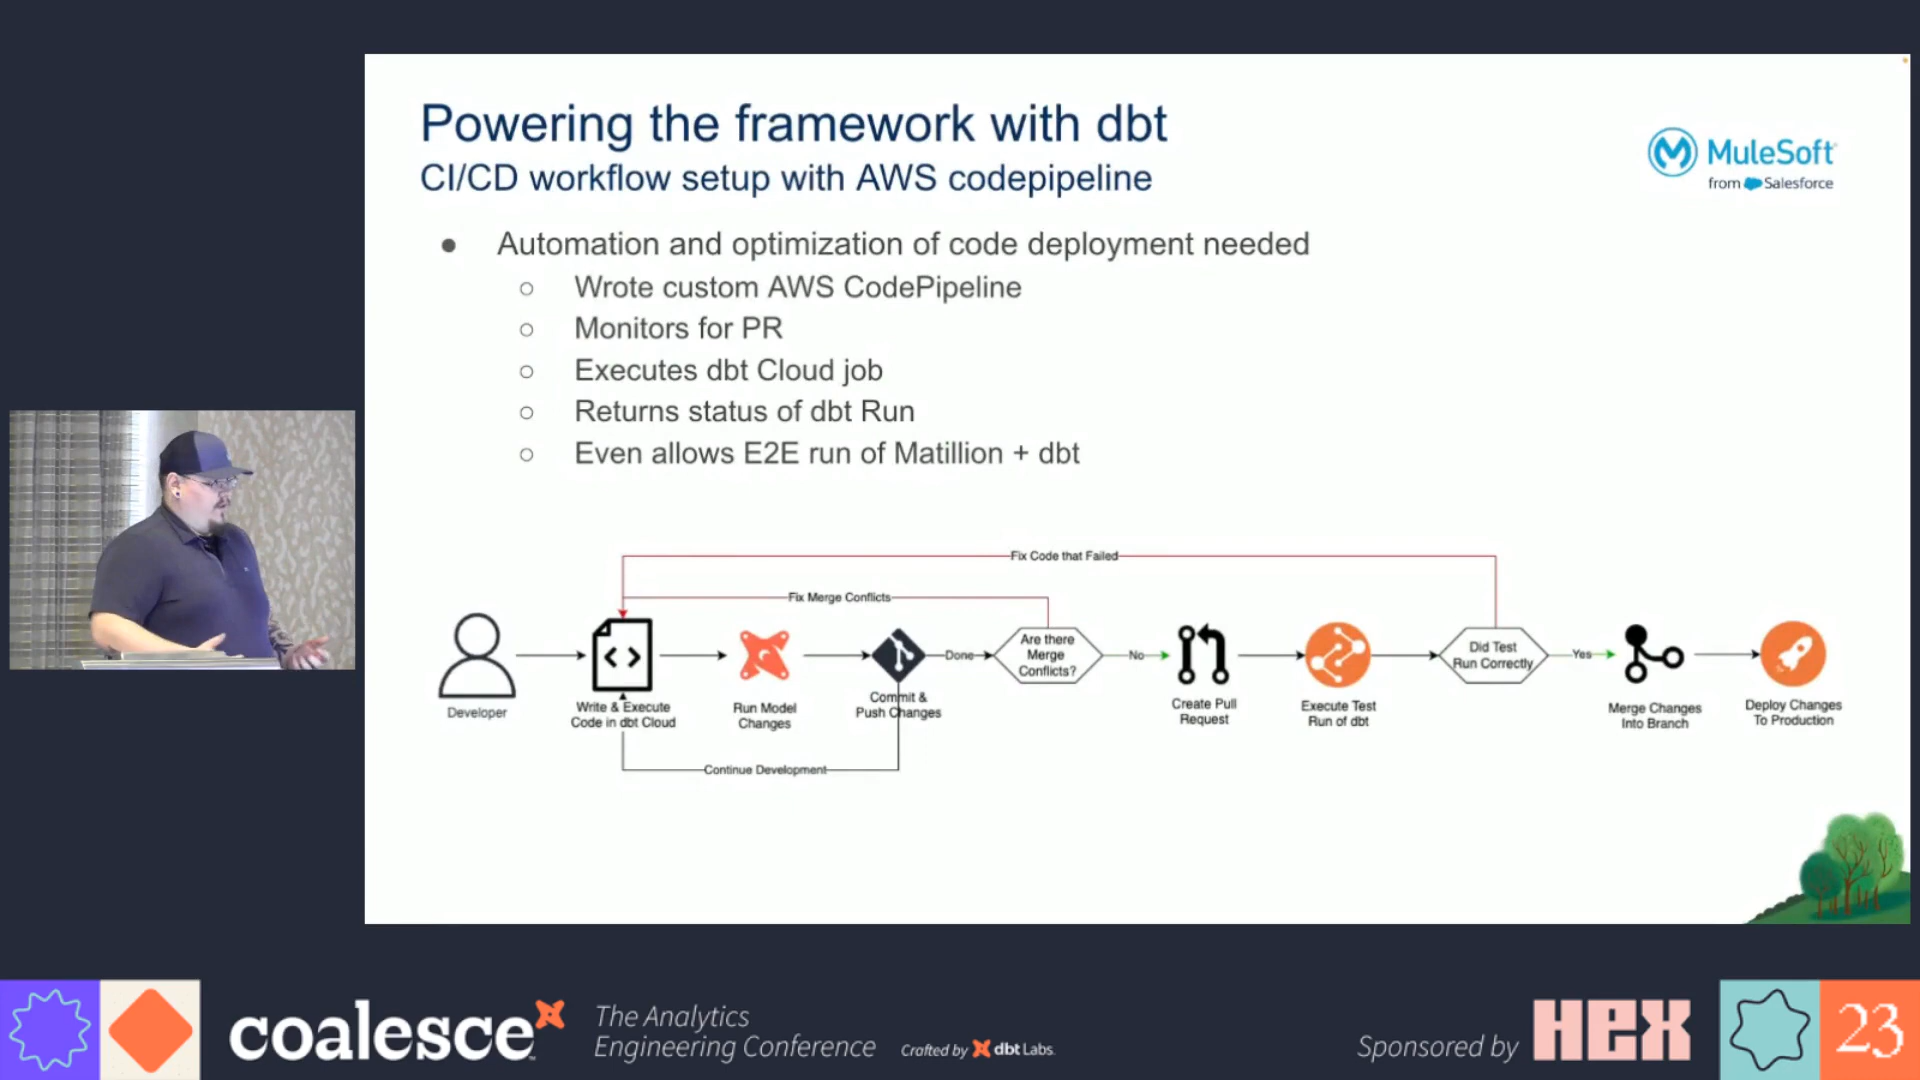 Powering the framework with dbt
CI/CD workflow setup with AWS codepipeline
MuleSoft
from Salesforce
● Automation and optimization of code deployment needed
○ Wrote custom AWS CodePipeline
○ Monitors for PR
○ Executes dbt Cloud job
○ Returns status of dbt Run
○ Even allows E2E run of Matillion + dbt
Fix Code that Failed
Fix Merge Conflicts
Developer
Write & Execute
Code in dbt Cloud
Run Model
Changes
Commit &
Push Changes
Done
Are there
Merge
Conflicts?
No
Create Pull
Request
Execute Test
Run of dbt
Did Test
Run Correctly
Yes
Merge Changes
Into Branch
Deploy Changes
To Production
Continue Development
coalesce
The Analytics
Engineering Conference
Crafted by dbt Labs
Sponsored by HEX
23